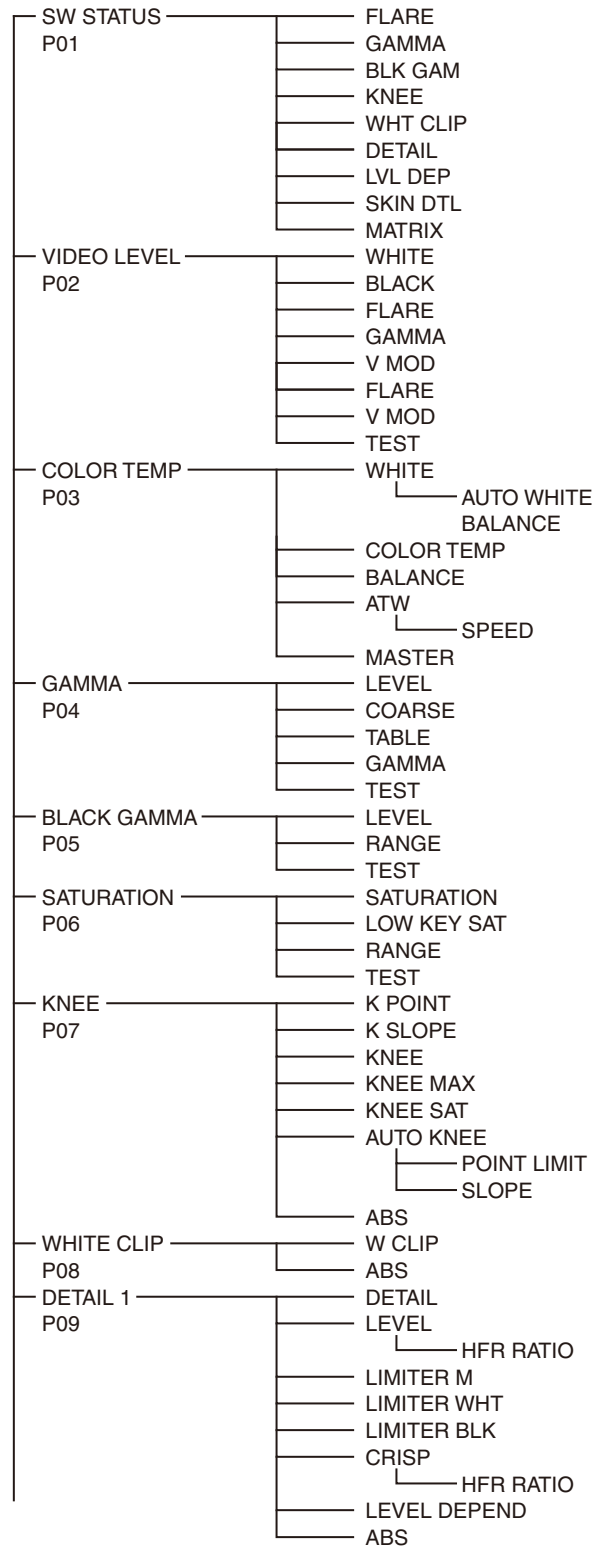 SW STATUS
P01
FLARE
GAMMA
BLK GAM
KNEE
WHT CLIP
DETAIL
LVL DEP
SKIN DTL
MATRIX
VIDEO LEVEL
P02
WHITE
BLACK
FLARE
GAMMA
V MOD
FLARE
V MOD
TEST
COLOR TEMP
P03
WHITE
AUTO WHITE
BALANCE
COLOR TEMP
BALANCE
ATW
SPEED
MASTER
GAMMA
P04
LEVEL
COARSE
TABLE
GAMMA
TEST
BLACK GAMMA
P05
LEVEL
RANGE
TEST
SATURATION
P06
SATURATION
LOW KEY SAT
RANGE
TEST
KNEE
P07
K POINT
K SLOPE
KNEE
KNEE MAX
KNEE SAT
AUTO KNEE
POINT LIMIT
SLOPE
ABS
WHITE CLIP
P08
W CLIP
ABS
DETAIL 1
P09
DETAIL
LEVEL
HFR RATIO
LIMITER M
LIMITER WHT
LIMITER BLK
CRISP
HFR RATIO
LEVEL DEPEND
ABS